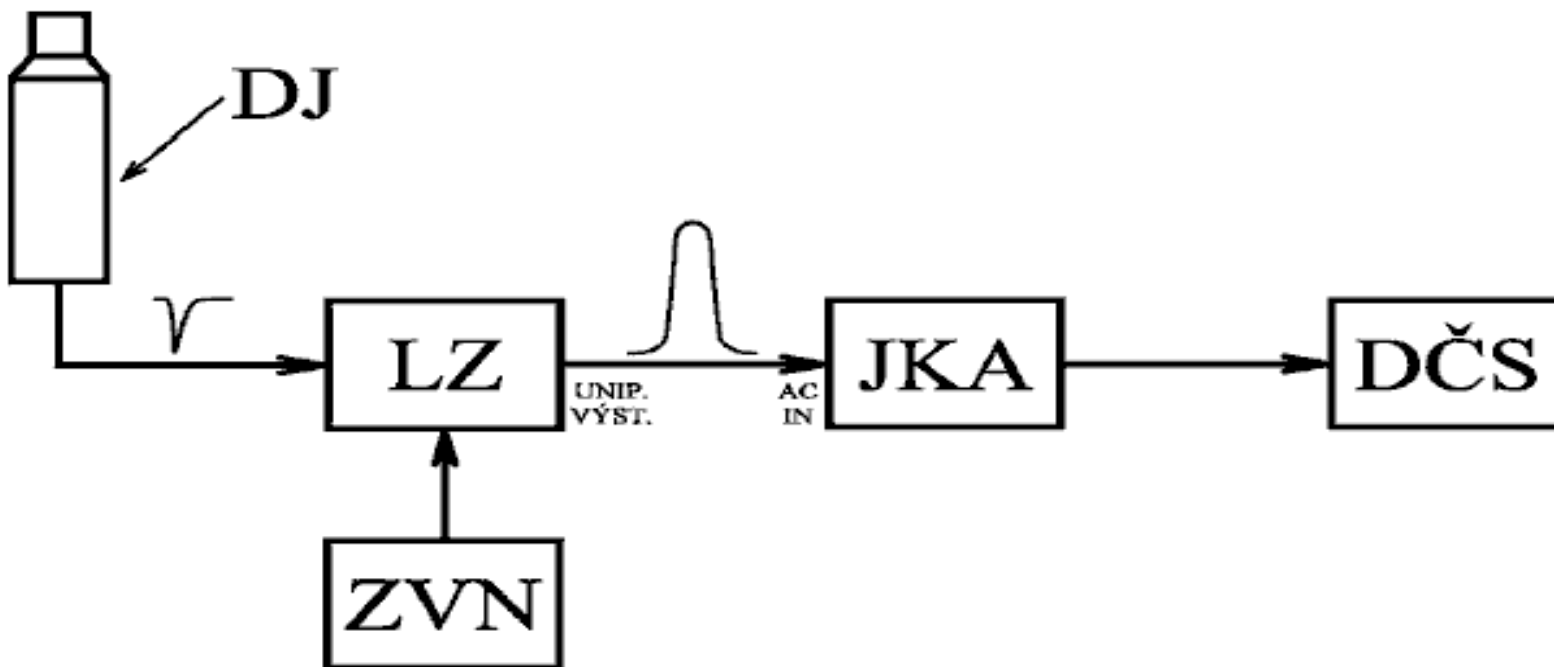 DJ
LZ
UNIP.
VÝST.
AC
IN
JKA
DČS
ZVN